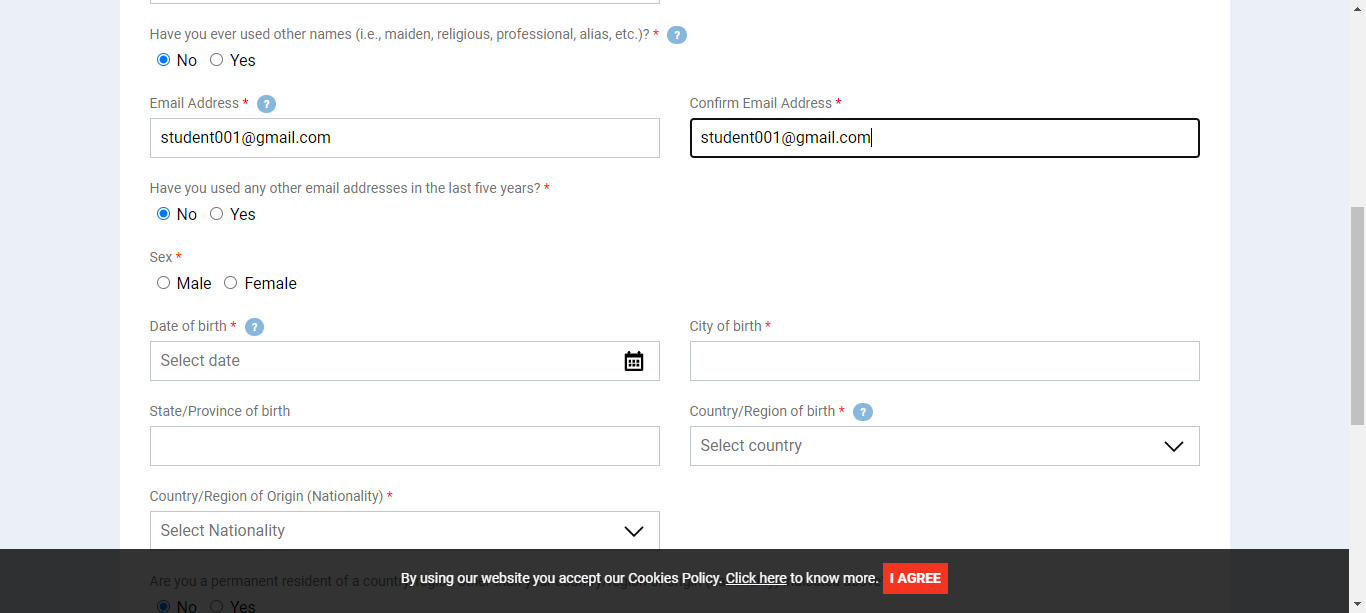 Have you ever used other names (i.e., maiden, religious, professional, alias, etc.)? * ?
No Yes
Email Address * ? Confirm Email Address *
student001@gmail.com student001@gmail.com
Have you used any other email addresses in the last five years? *
No Yes
Sex *
Male Female
Date of birth * ? City of birth *
Select date
State/Province of birth Country/Region of birth * ?
Select country
Country/Region of Origin (Nationality) *
Select Nationality
Are you a permanent resident of a
By using our website you accept our Cookies Policy. Click here to know more. I AGREE
No Yes